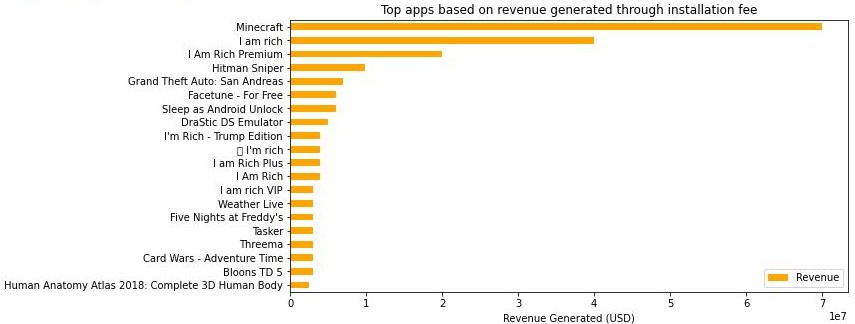 Top apps based on revenue generated through installation fee
Minecraft
I am rich
I Am Rich Premium
Hitman Sniper
Grand Theft Auto: San Andreas
Facetune - For Free
Sleep as Android Unlock
DraStic DS Emulator
I'm Rich - Trump Edition
I'm rich
I am Rich Plus
I Am Rich
I am rich VIP
Weather Live
Five Nights at Freddy's
Tasker
Threema
Card Wars - Adventure Time
Bloons TD 5
Human Anatomy Atlas 2018: Complete 3D Human Body
Revenue
0 1 2 3 4 5 6 7
1e7
Revenue Generated (USD)